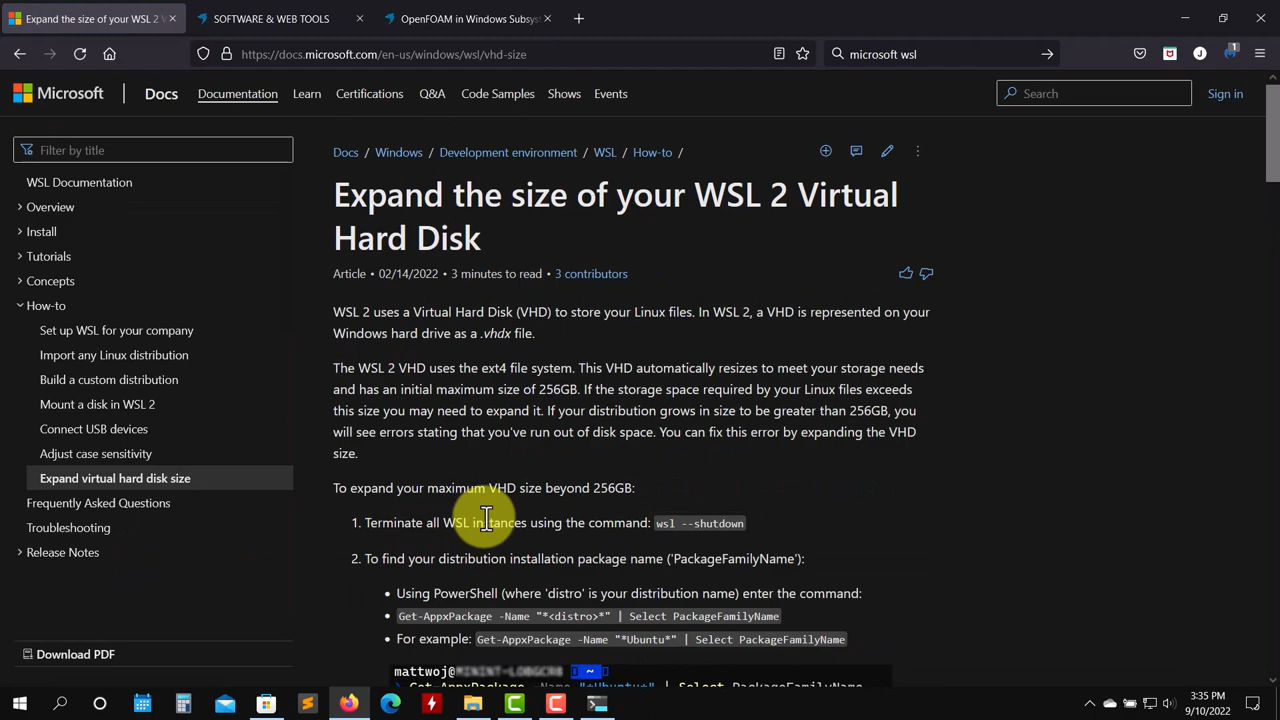 Expand the size of your WSL 2 V
SOFTWARE & WEB TOOLS
OpenFOAM in Windows Subsys
https://docs.microsoft.com/en-us/windows/wsl/vhd-size
microsoft wsl
J
1
Microsoft
Docs
Documentation
Learn
Certifications
Q&A
Code Samples
Shows
Events
Search
Sign in
Filter by title
WSL Documentation
Overview
Install
Tutorials
Concepts
How-to
Set up WSL for your company
Import any Linux distribution
Build a custom distribution
Mount a disk in WSL 2
Connect USB devices
Adjust case sensitivity
Expand virtual hard disk size
Frequently Asked Questions
Troubleshooting
Release Notes
Download PDF
Docs / Windows / Development environment / WSL / How-to /
Expand the size of your WSL 2 Virtual
Hard Disk
Article • 02/14/2022 • 3 minutes to read • 3 contributors
WSL 2 uses a Virtual Hard Disk (VHD) to store your Linux files. In WSL 2, a VHD is represented on your
Windows hard drive as a .vhdx file.
The WSL 2 VHD uses the ext4 file system. This VHD automatically resizes to meet your storage needs
and has an initial maximum size of 256GB. If the storage space required by your Linux files exceeds
this size you may need to expand it. If your distribution grows in size to be greater than 256GB, you
will see errors stating that you've run out of disk space. You can fix this error by expanding the VHD
size.
To expand your maximum VHD size beyond 256GB:
1. Terminate all WSL instances using the command: wsl --shutdown
2. To find your distribution installation package name ('PackageFamilyName'):
• Using PowerShell (where 'distro' is your distribution name) enter the command:
• Get-AppxPackage -Name "*<distro>*" | Select PackageFamilyName
• For example: Get-AppxPackage -Name "*Ubuntu*" | Select PackageFamilyName
mattwoj@ ~
Get-AppxPackage -Name "*Ubuntu*" | Select PackageFamilyName
3:35 PM
9/10/2022